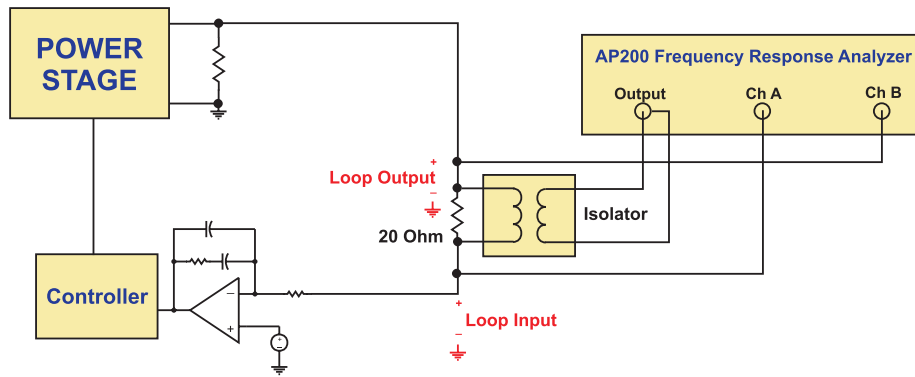 POWER
STAGE
AP200 Frequency Response Analyzer
Output
Ch A
Ch B
+
Loop Output
–
Isolator
20 Ohm
Controller
–
+
+
–
+
Loop Input
–